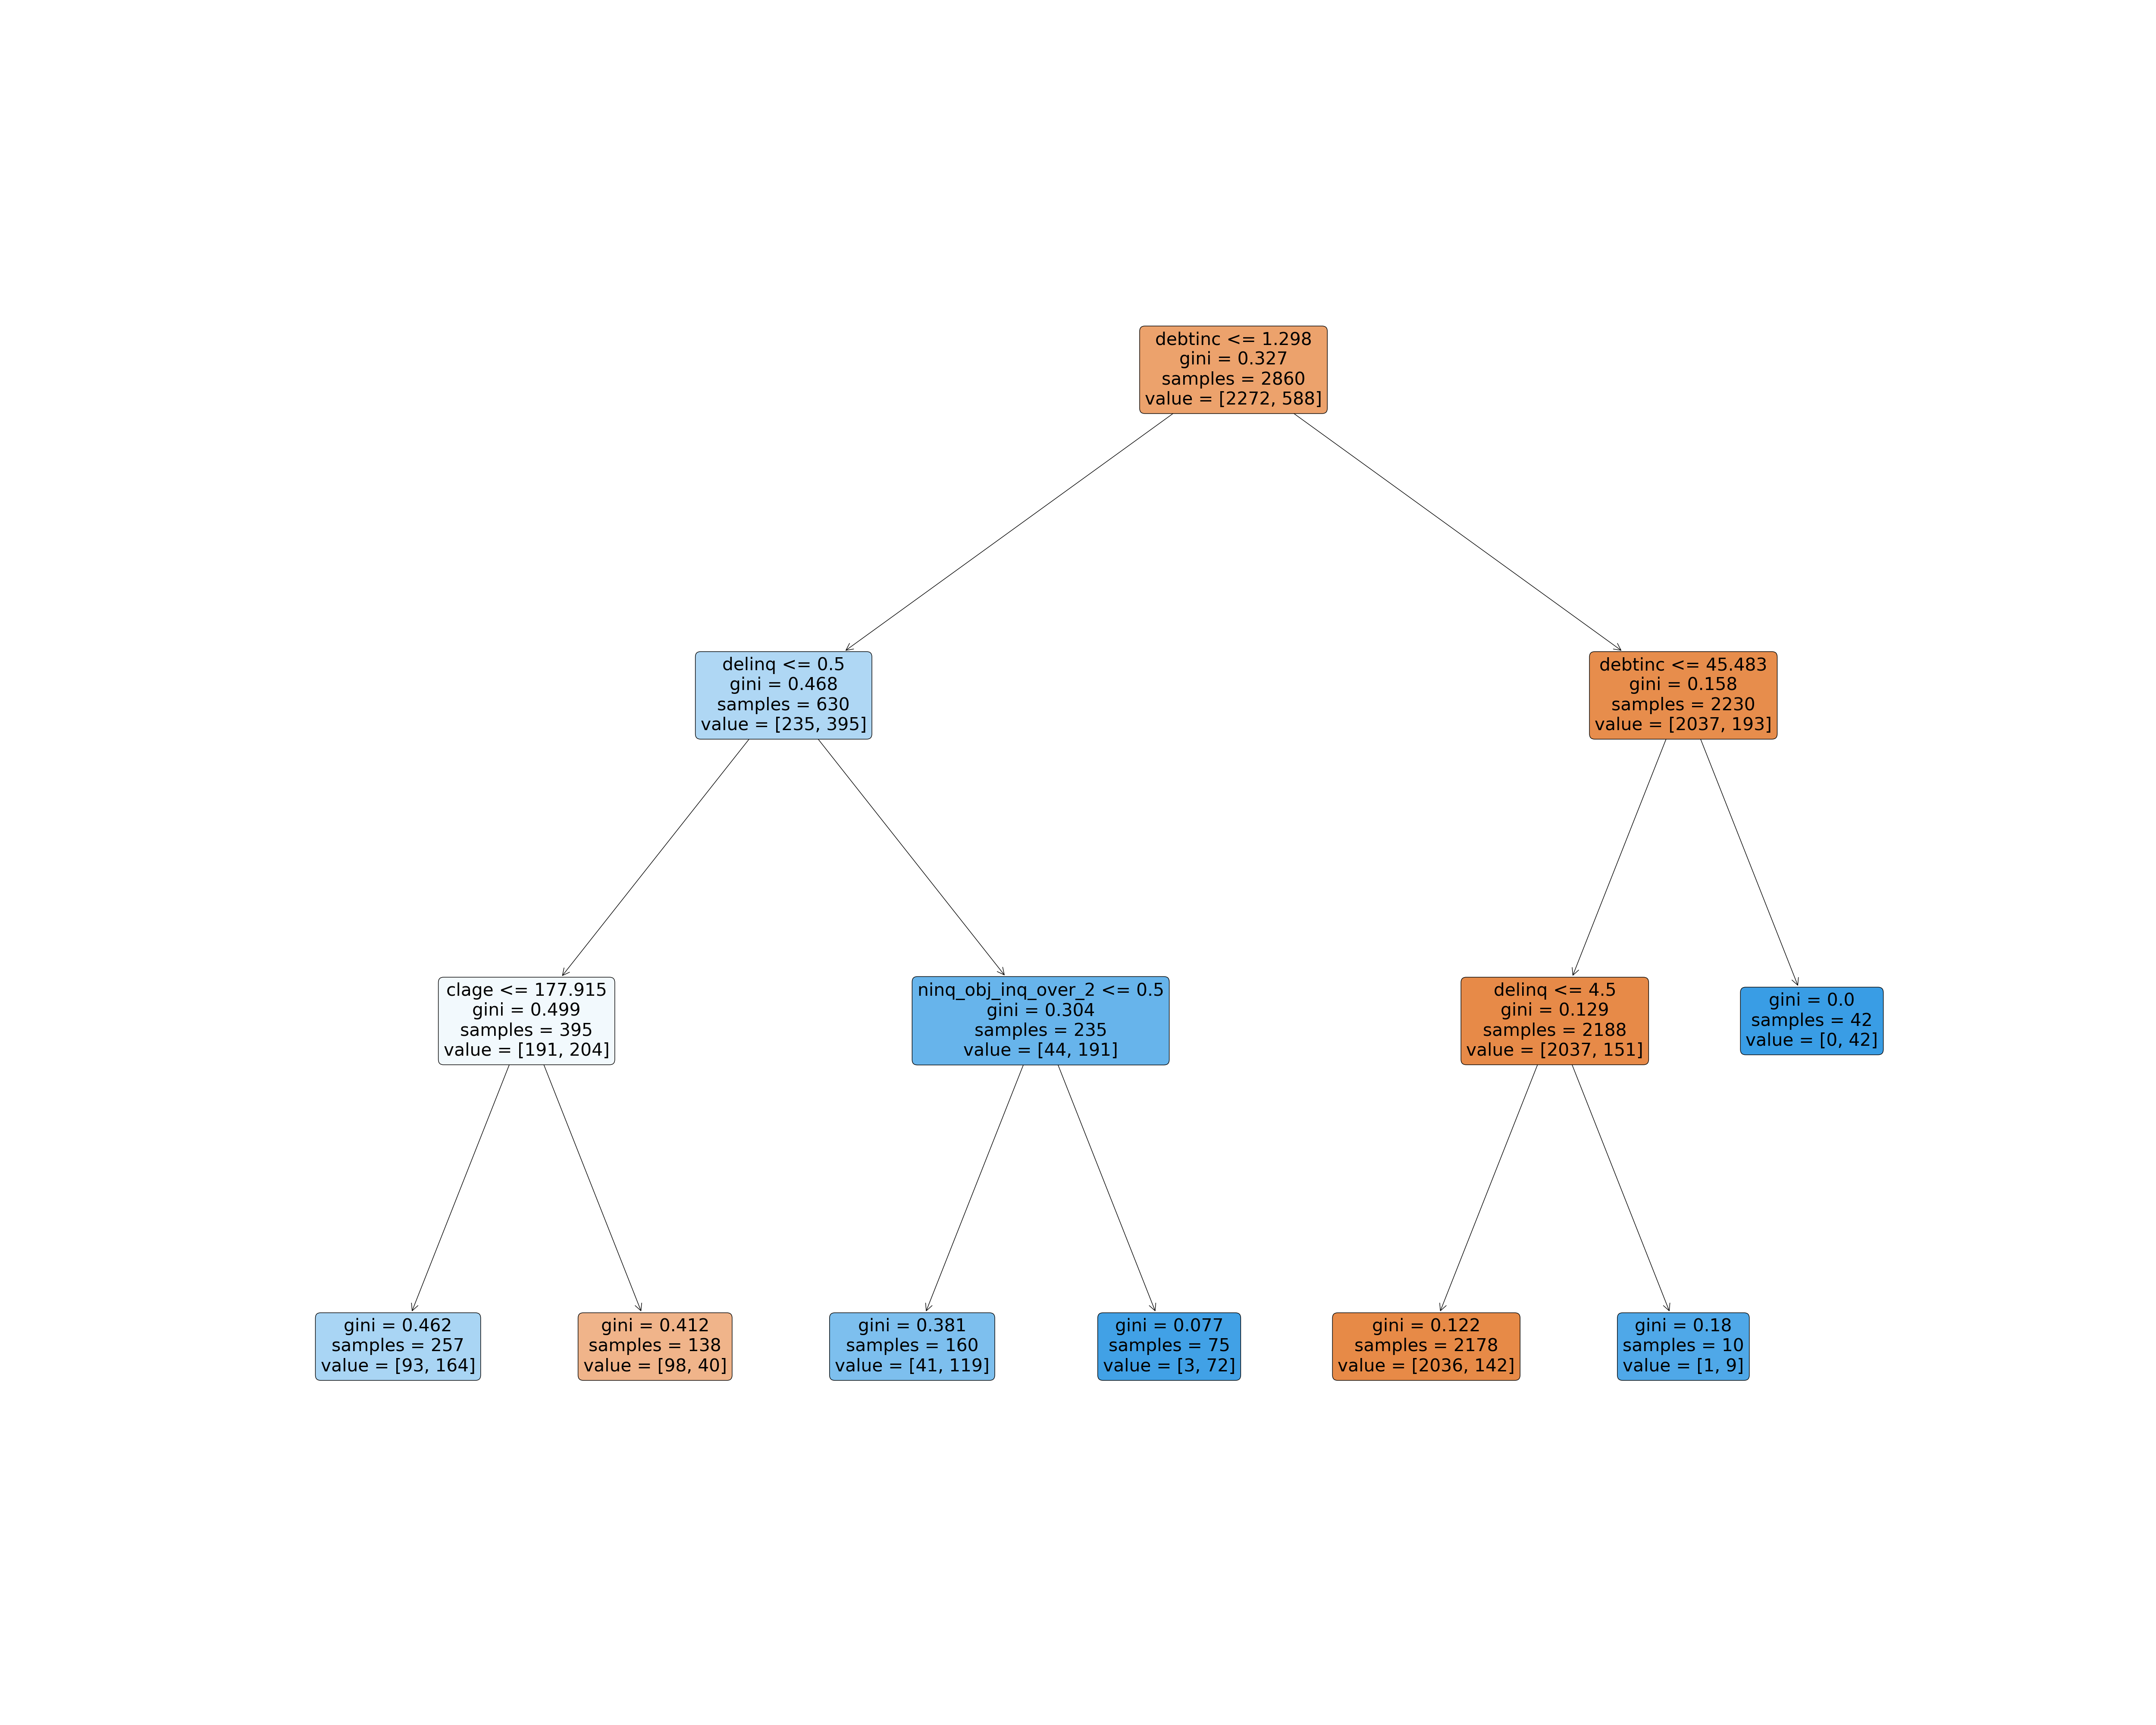 debtinc <= 1.298
gini = 0.327
samples = 2860
value = [2272, 588]
delinq <= 0.5
gini = 0.468
samples = 630
value = [235, 395]
debtinc <= 45.483
gini = 0.158
samples = 2230
value = [2037, 193]
clage <= 177.915
gini = 0.499
samples = 395
value = [191, 204]
ninq_obj_inq_over_2 <= 0.5
gini = 0.304
samples = 235
value = [44, 191]
delinq <= 4.5
gini = 0.129
samples = 2188
value = [2037, 151]
gini = 0.0
samples = 42
value = [0, 42]
gini = 0.462
samples = 257
value = [93, 164]
gini = 0.412
samples = 138
value = [98, 40]
gini = 0.381
samples = 160
value = [41, 119]
gini = 0.077
samples = 75
value = [3, 72]
gini = 0.122
samples = 2178
value = [2036, 142]
gini = 0.18
samples = 10
value = [1, 9]